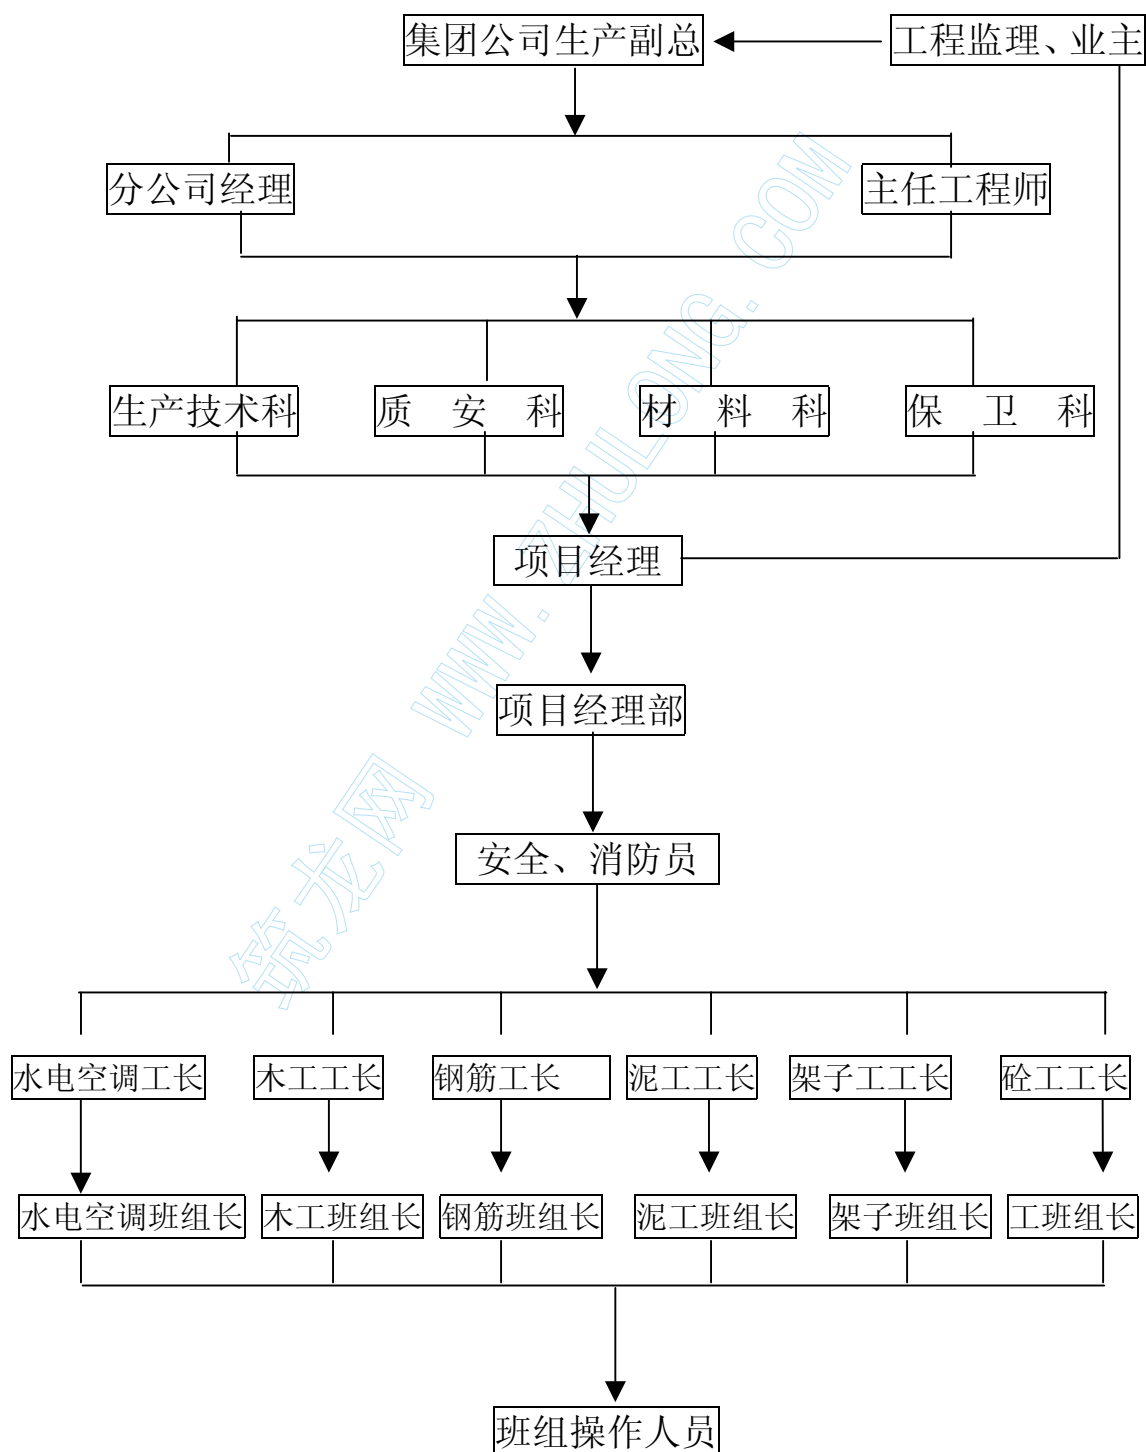 集团公司生产副总
工程监理、业主
分公司经理
主任工程师
生产技术科
质 安 科
材 料 科
保 卫 科
项目经理
项目经理部
安全、消防员
水电空调工长
木工工长
钢筋工长
泥工工长
架子工工长
砼工工长
水电空调班组长
木工班组长
钢筋班组长
泥工班组长
架子班组长
工班组长
班组操作人员
筑龙网 WWW.ZHULONG.COM